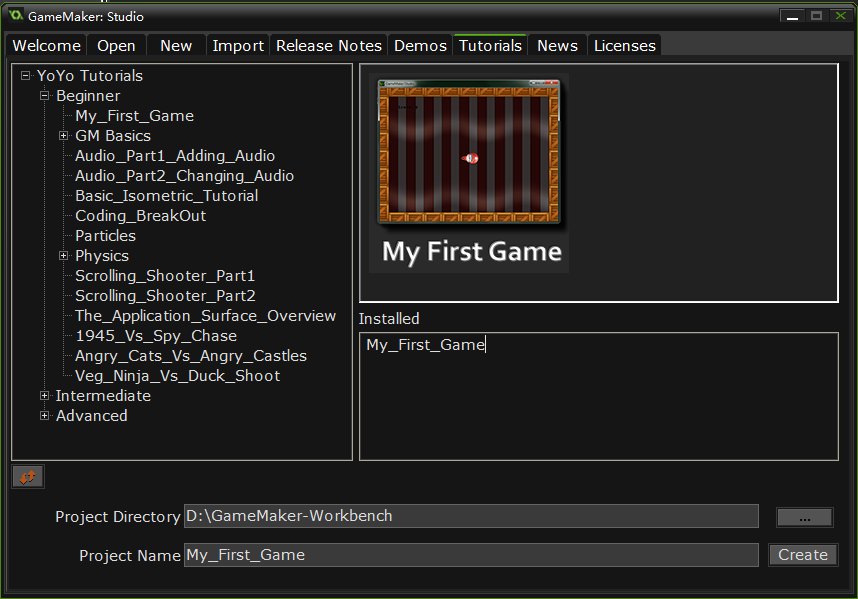 GameMaker: Studio
Welcome Open New Import Release Notes Demos Tutorials News Licenses
YoYo Tutorials
Beginner
My_First_Game
GM Basics
Audio_Part1_Adding_Audio
Audio_Part2_Changing_Audio
Basic_Isometric_Tutorial
Coding_BreakOut
Particles
Physics
Scrolling_Shooter_Part1
Scrolling_Shooter_Part2
The_Application_Surface_Overview
1945_Vs_Spy_Chase
Angry_Cats_Vs_Angry_Castles
Veg_Ninja_Vs_Duck_Shoot
Intermediate
Advanced
My First Game
Installed
My_First_Game
Project Directory D:\GameMaker-Workbench ...
Project Name My_First_Game Create